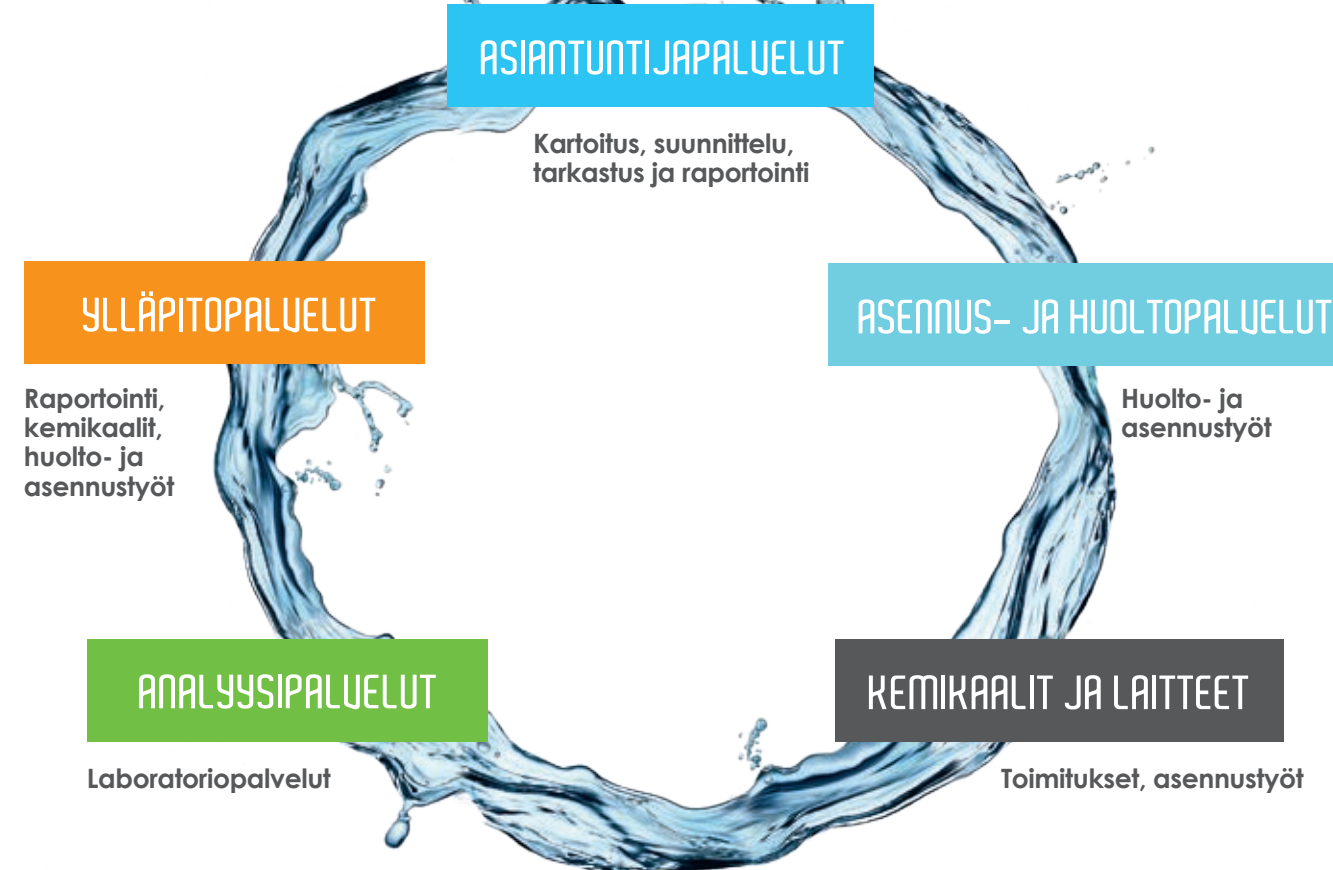 ASIANTUNTIJAPALVELUT
Kartoitus, suunnittelu,
tarkastus ja raportointi
YLLÄPITOPALVELUT
Raportointi,
kemikaalit,
huolto- ja
asennustyöt
ASENNUS- JA HUOLTOPALVELUT
Huolto- ja
asennustyöt
ANALYYSIPALVELUT
Laboratoriopalvelut
KEMIKAALIT JA LAITTEET
Toimitukset, asennustyöt